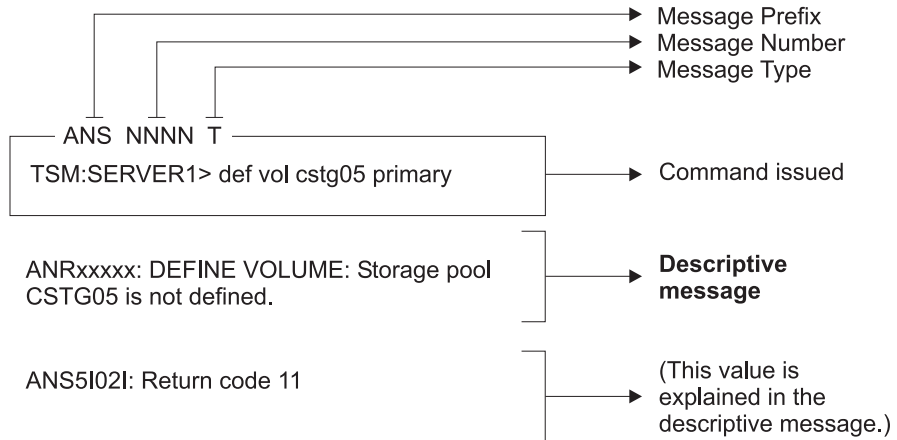 Message Prefix
Message Number
Message Type
ANS NNNN T
TSM:SERVER1> def vol cstg05 primary
Command issued
ANRxxxxx: DEFINE VOLUME: Storage pool
CSTG05 is not defined.
Descriptive
message
ANS5I02I: Return code 11
(This value is
explained in the
descriptive message.)